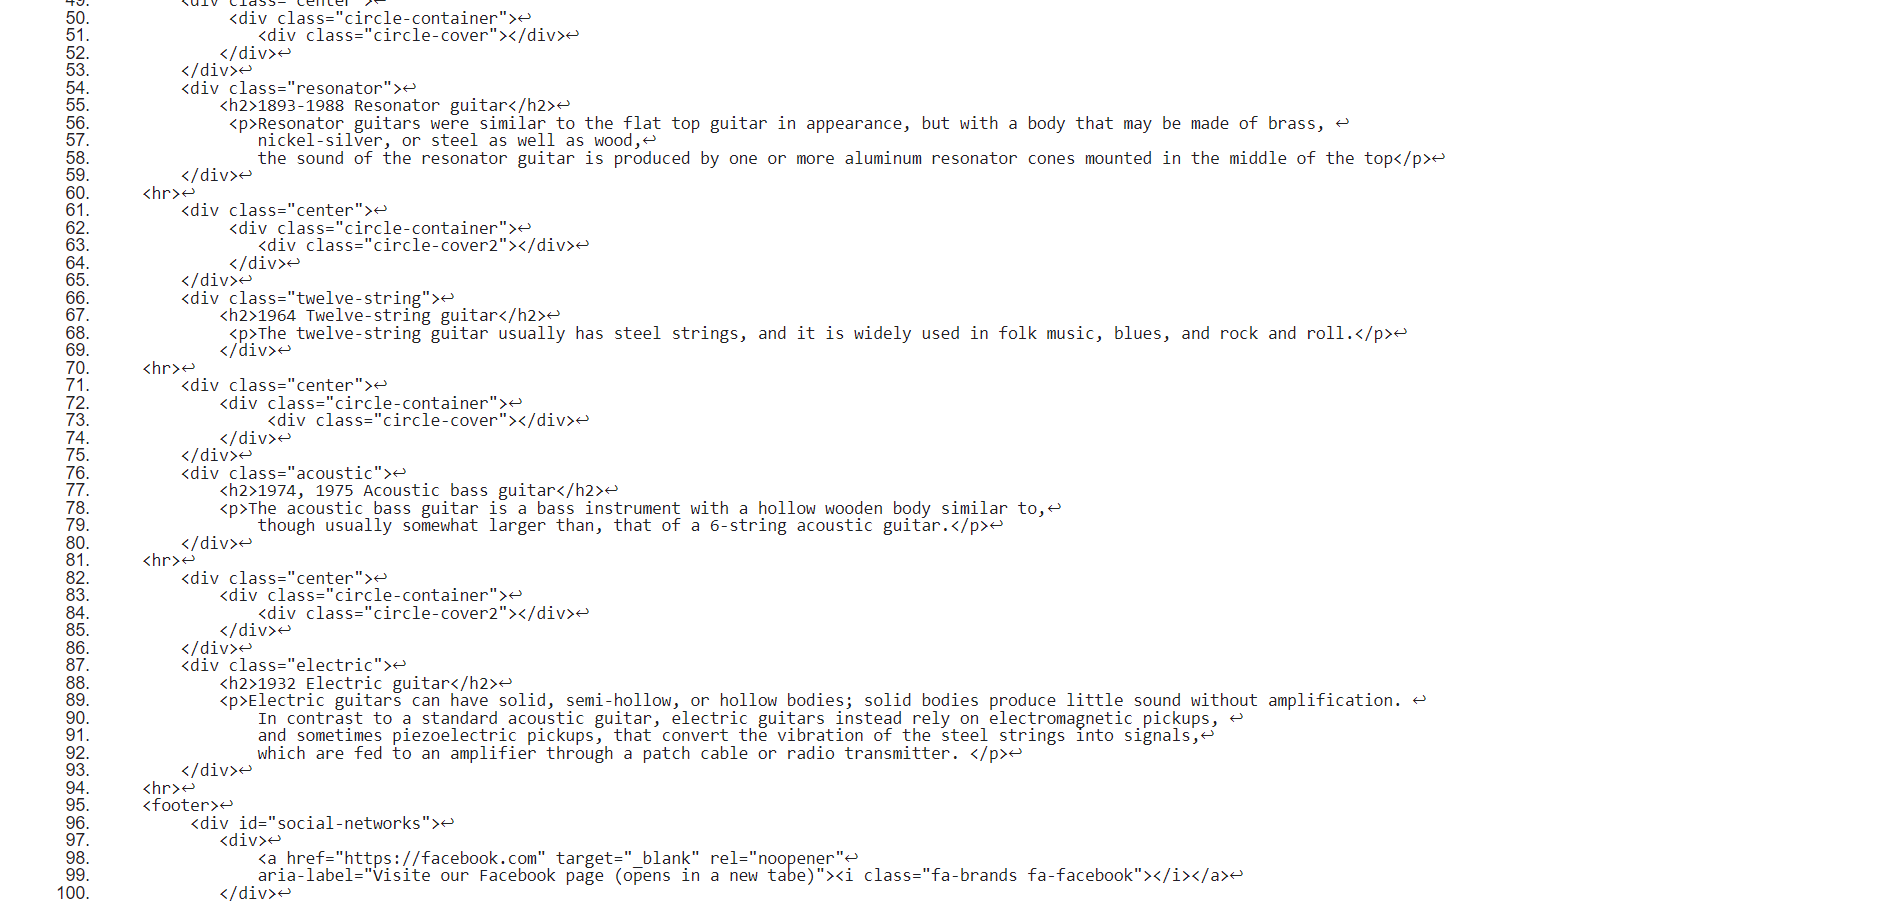 49. <div class="center">↩
50. <div class="circle-container">↩
51. <div class="circle-cover"></div>↩
52. </div>↩
53. </div>↩
54. <div class="resonator">↩
55. <h2>1893-1988 Resonator guitar</h2>↩
56. <p>Resonator guitars were similar to the flat top guitar in appearance, but with a body that may be made of brass, ↩
57. nickel-silver, or steel as well as wood,↩
58. the sound of the resonator guitar is produced by one or more aluminum resonator cones mounted in the middle of the top</p>↩
59. </div>↩
60. <hr>↩
61. <div class="center">↩
62. <div class="circle-container">↩
63. <div class="circle-cover2"></div>↩
64. </div>↩
65. </div>↩
66. <div class="twelve-string">↩
67. <h2>1964 Twelve-string guitar</h2>↩
68. <p>The twelve-string guitar usually has steel strings, and it is widely used in folk music, blues, and rock and roll.</p>↩
69. </div>↩
70. <hr>↩
71. <div class="center">↩
72. <div class="circle-container">↩
73. <div class="circle-cover"></div>↩
74. </div>↩
75. </div>↩
76. <div class="acoustic">↩
77. <h2>1974, 1975 Acoustic bass guitar</h2>↩
78. <p>The acoustic bass guitar is a bass instrument with a hollow wooden body similar to,↩
79. though usually somewhat larger than, that of a 6-string acoustic guitar.</p>↩
80. </div>↩
81. <hr>↩
82. <div class="center">↩
83. <div class="circle-container">↩
84. <div class="circle-cover2"></div>↩
85. </div>↩
86. </div>↩
87. <div class="electric">↩
88. <h2>1932 Electric guitar</h2>↩
89. <p>Electric guitars can have solid, semi-hollow, or hollow bodies; solid bodies produce little sound without amplification. ↩
90. In contrast to a standard acoustic guitar, electric guitars instead rely on electromagnetic pickups, ↩
91. and sometimes piezoelectric pickups, that convert the vibration of the steel strings into signals,↩
92. which are fed to an amplifier through a patch cable or radio transmitter. </p>↩
93. </div>↩
94. <hr>↩
95. <footer>↩
96. <div id="social-networks">↩
97. <div>↩
98. <a href="https://facebook.com" target="_blank" rel="noopener"↩
99. aria-label="Visite our Facebook page (opens in a new tabe)"><i class="fa-brands fa-facebook"></i></a>↩
100. </div>↩